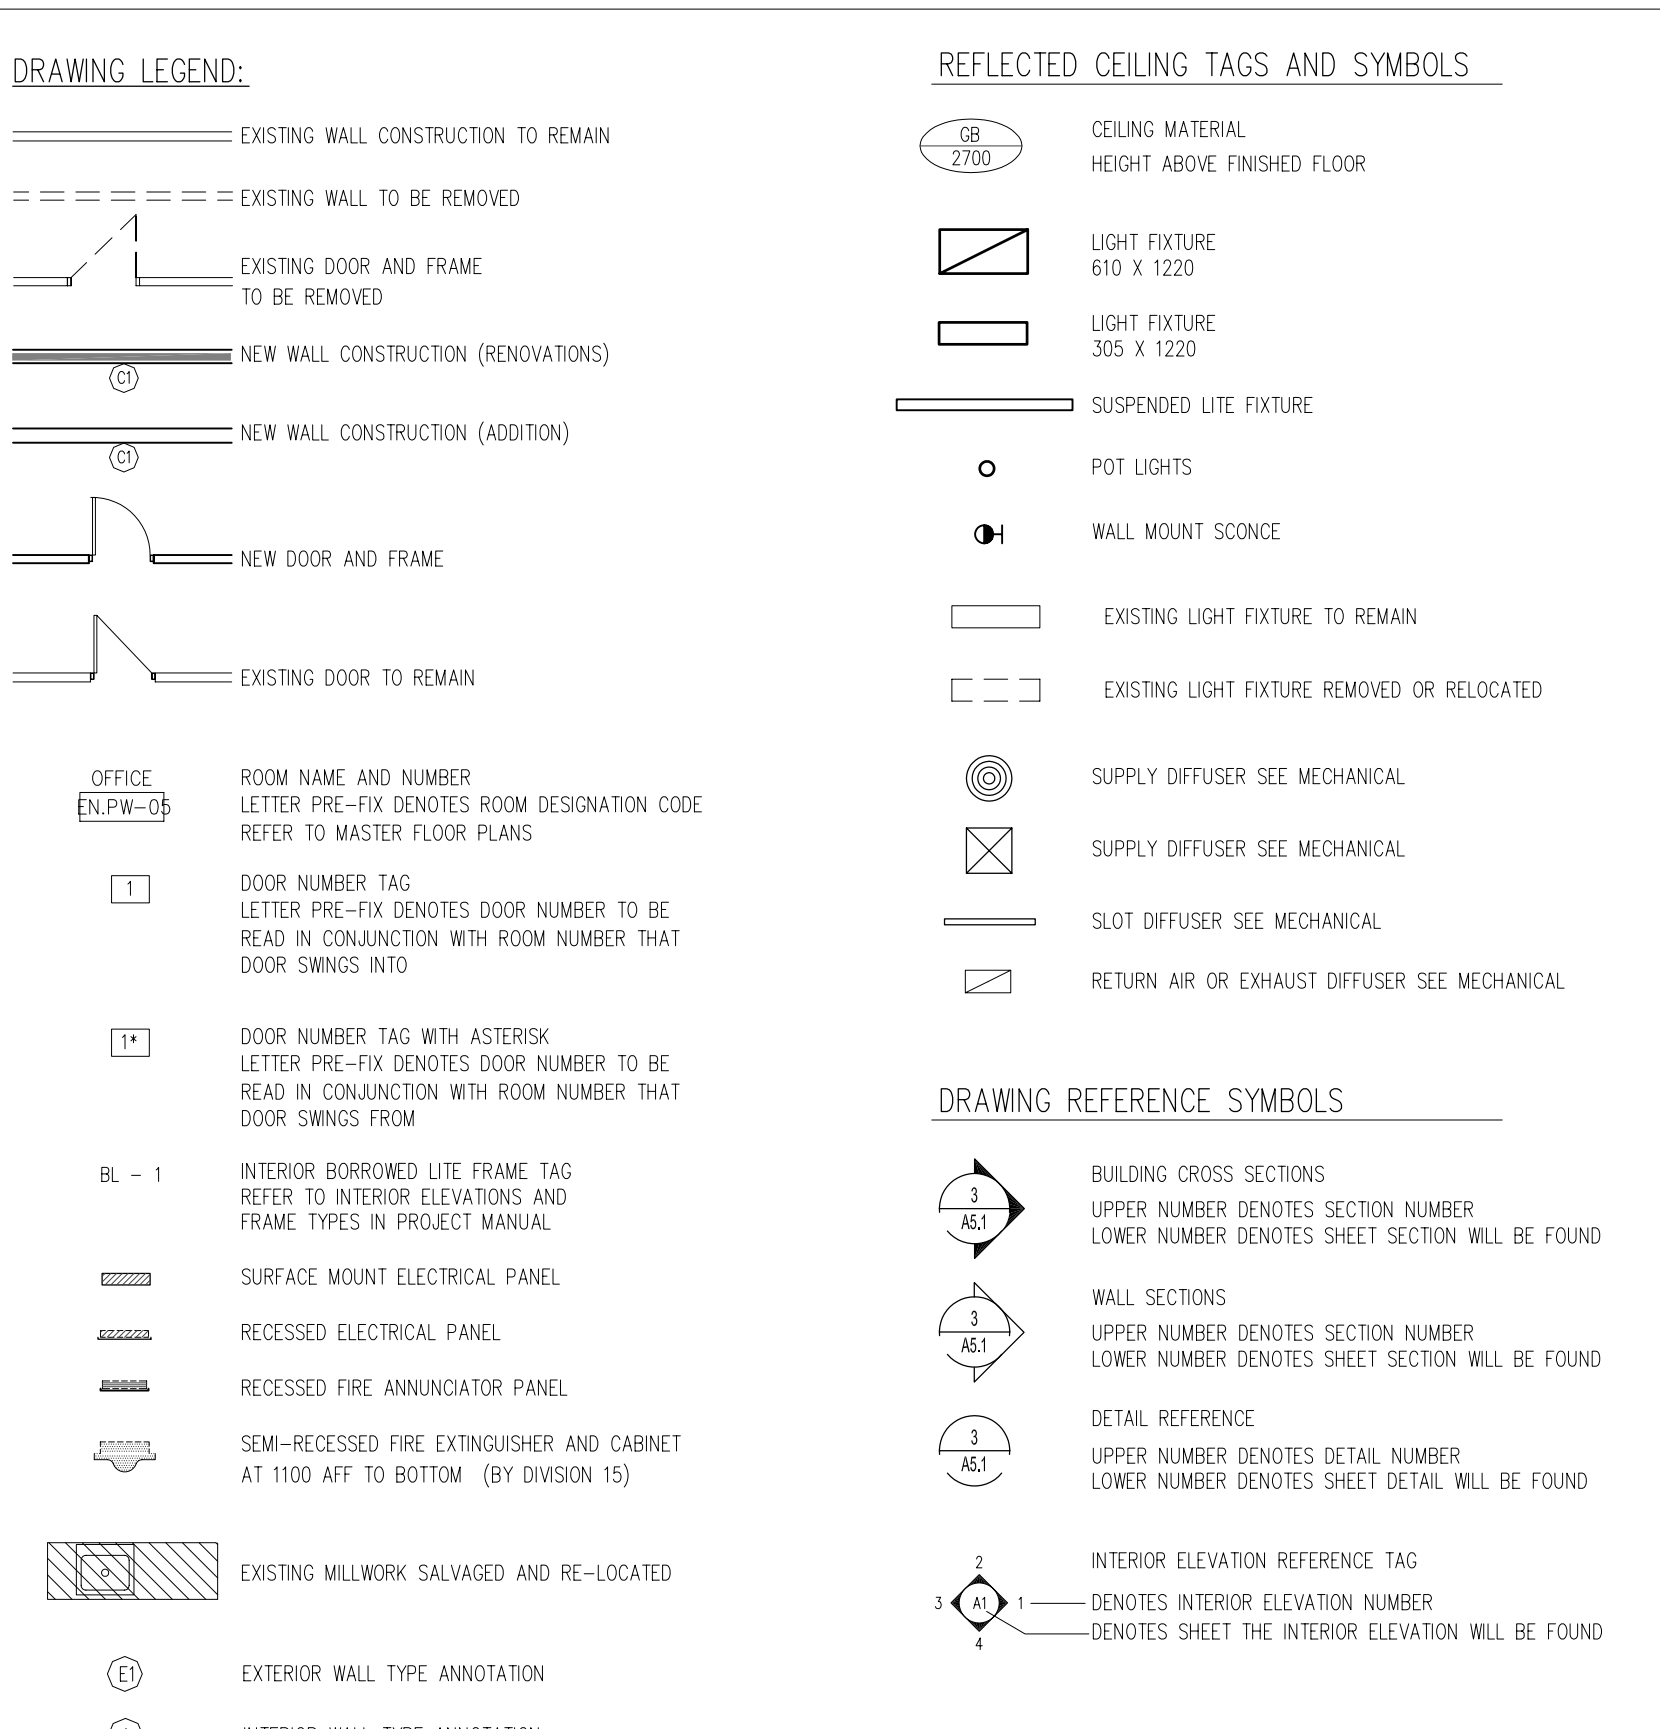 DRAWING LEGEND:
EXISTING WALL CONSTRUCTION TO REMAIN
EXISTING WALL TO BE REMOVED
EXISTING DOOR AND FRAME
TO BE REMOVED
NEW WALL CONSTRUCTION (RENOVATIONS)
C1
NEW WALL CONSTRUCTION (ADDITION)
C1
NEW DOOR AND FRAME
EXISTING DOOR TO REMAIN
OFFICE
EN.PW-05
ROOM NAME AND NUMBER
LETTER PRE-FIX DENOTES ROOM DESIGNATION CODE
REFER TO MASTER FLOOR PLANS
1
DOOR NUMBER TAG
LETTER PRE-FIX DENOTES DOOR NUMBER TO BE
READ IN CONJUNCTION WITH ROOM NUMBER THAT
DOOR SWINGS INTO
1*
DOOR NUMBER TAG WITH ASTERISK
LETTER PRE-FIX DENOTES DOOR NUMBER TO BE
READ IN CONJUNCTION WITH ROOM NUMBER THAT
DOOR SWINGS FROM
BL - 1
INTERIOR BORROWED LITE FRAME TAG
REFER TO INTERIOR ELEVATIONS AND
FRAME TYPES IN PROJECT MANUAL
SURFACE MOUNT ELECTRICAL PANEL
RECESSED ELECTRICAL PANEL
RECESSED FIRE ANNUNCIATOR PANEL
SEMI-RECESSED FIRE EXTINGUISHER AND CABINET
AT 1100 AFF TO BOTTOM (BY DIVISION 15)
EXISTING MILLWORK SALVAGED AND RE-LOCATED
E1
EXTERIOR WALL TYPE ANNOTATION
INTERIOR WALL TYPE ANNOTATION
REFLECTED CEILING TAGS AND SYMBOLS
GB
2700
CEILING MATERIAL
HEIGHT ABOVE FINISHED FLOOR
LIGHT FIXTURE
610 X 1220
LIGHT FIXTURE
305 X 1220
SUSPENDED LITE FIXTURE
POT LIGHTS
WALL MOUNT SCONCE
EXISTING LIGHT FIXTURE TO REMAIN
EXISTING LIGHT FIXTURE REMOVED OR RELOCATED
SUPPLY DIFFUSER SEE MECHANICAL
SUPPLY DIFFUSER SEE MECHANICAL
SLOT DIFFUSER SEE MECHANICAL
RETURN AIR OR EXHAUST DIFFUSER SEE MECHANICAL
DRAWING REFERENCE SYMBOLS
3
A5.1
BUILDING CROSS SECTIONS
UPPER NUMBER DENOTES SECTION NUMBER
LOWER NUMBER DENOTES SHEET SECTION WILL BE FOUND
3
A5.1
WALL SECTIONS
UPPER NUMBER DENOTES SECTION NUMBER
LOWER NUMBER DENOTES SHEET SECTION WILL BE FOUND
3
A5.1
DETAIL REFERENCE
UPPER NUMBER DENOTES DETAIL NUMBER
LOWER NUMBER DENOTES SHEET DETAIL WILL BE FOUND
2
INTERIOR ELEVATION REFERENCE TAG
3 A1 1
DENOTES INTERIOR ELEVATION NUMBER
DENOTES SHEET THE INTERIOR ELEVATION WILL BE FOUND
4